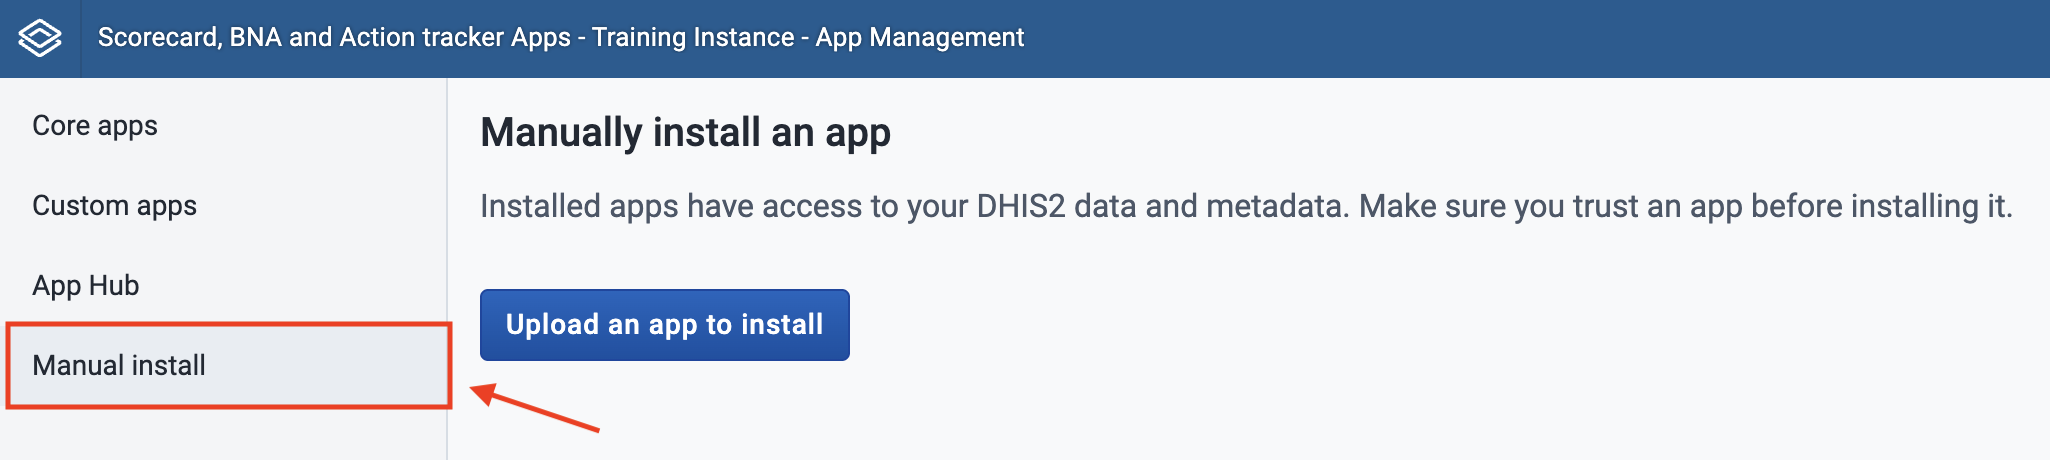 Scorecard, BNA and Action tracker Apps - Training Instance - App Management
Core apps
Custom apps
App Hub
Manual install
Manually install an app
Installed apps have access to your DHIS2 data and metadata. Make sure you trust an app before installing it.
Upload an app to install